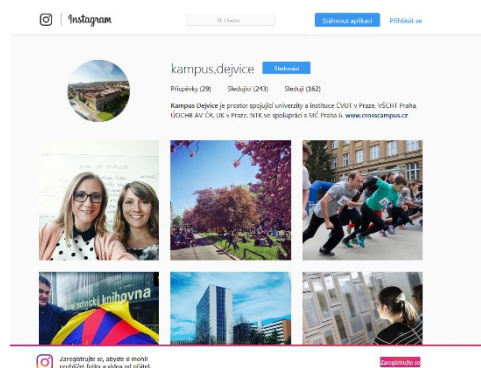 Instagram
Hledat
Stáhnout aplikaci
Přihlásit se
kampus.dejvice
Sledování
Příspěvky (29) Sledující (243) Sleduji (162)
Kampus Dejvice je prostor spojující univerzity a instituce ČVUT v Praze, VŠCHT Praha,
ÚOCHB AV ČR, UK v Praze, NTK ve spolupráci s MČ Praha 6. www.crosscampus.cz
technická knihovna
Zaregistrujte se, abyste si mohli
prohlížet fotky a videa od přátel.
Zaregistrujte se